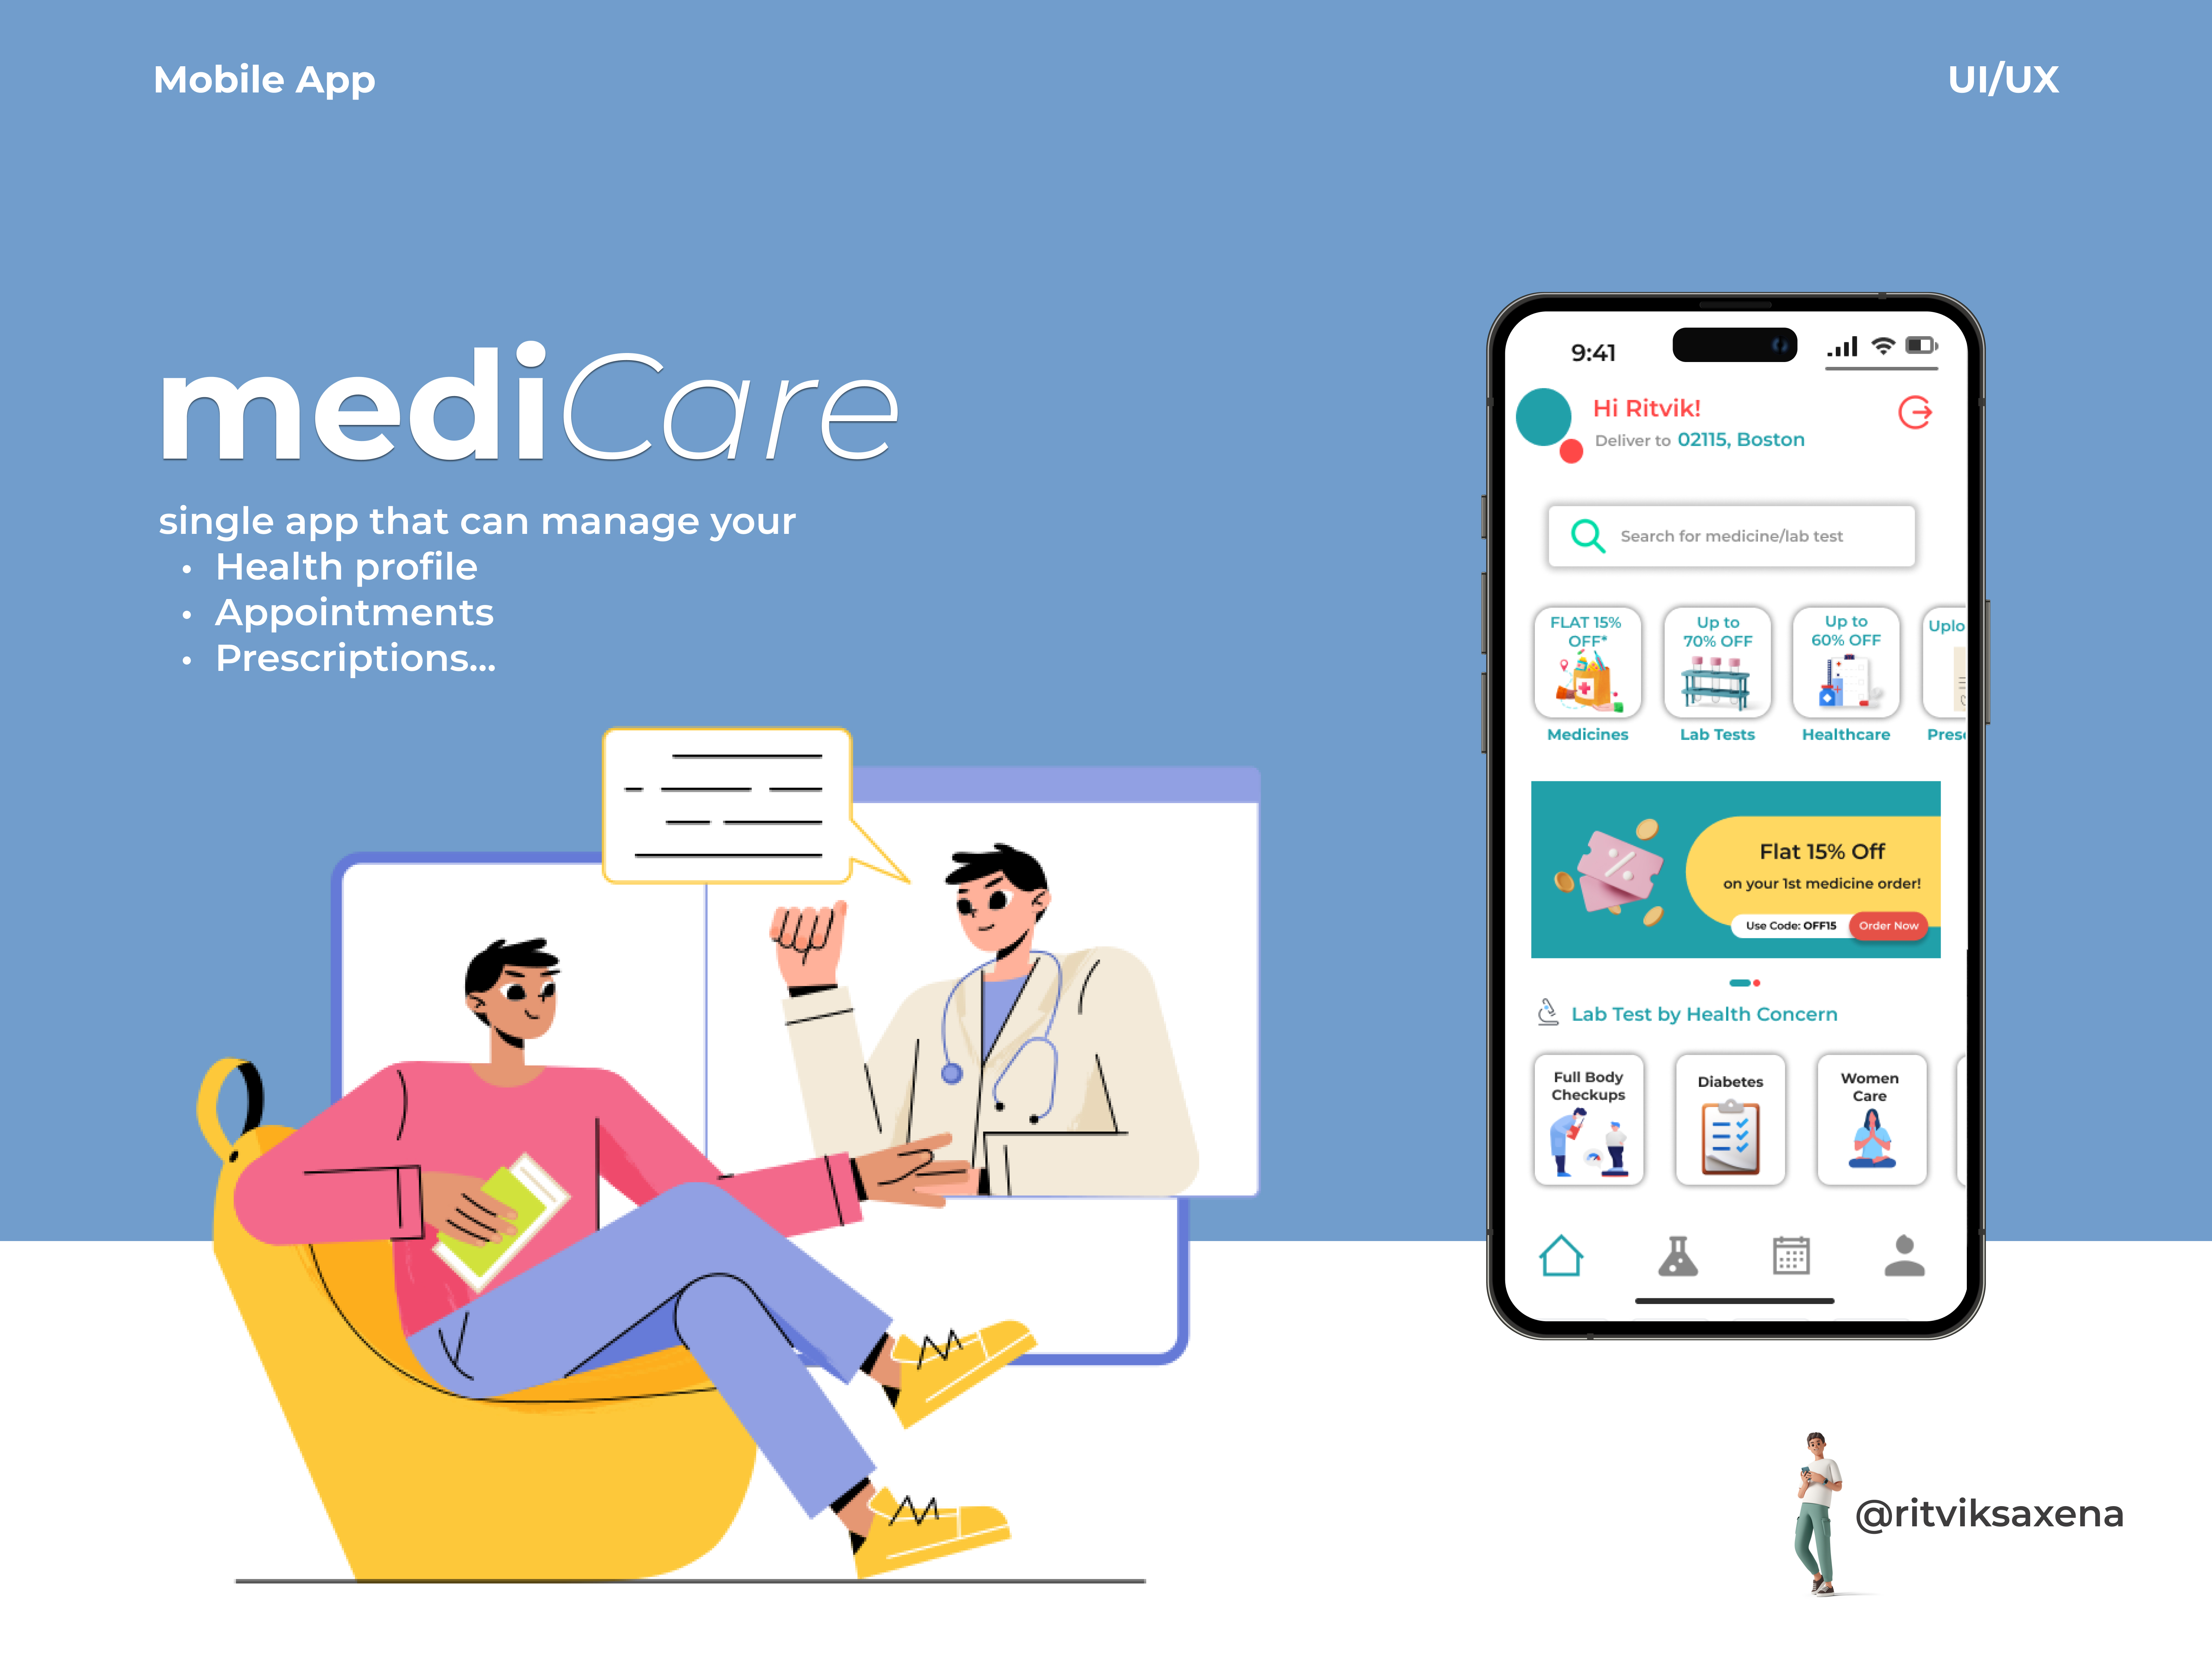 Mobile App
UI/UX
mediCare
single app that can manage your
• Health profile
• Appointments
• Prescriptions...
9:41
Hi Ritvik!
Deliver to 02115, Boston
Search for medicine/lab test
FLAT 15%
OFF*
Medicines
Up to
70% OFF
Lab Tests
Up to
60% OFF
Healthcare
Uplo
Pres
Flat 15% Off
on your 1st medicine order!
Use Code: OFF15
Order Now
Lab Test by Health Concern
Full Body
Checkups
Diabetes
Women
Care
@ritviksaxena